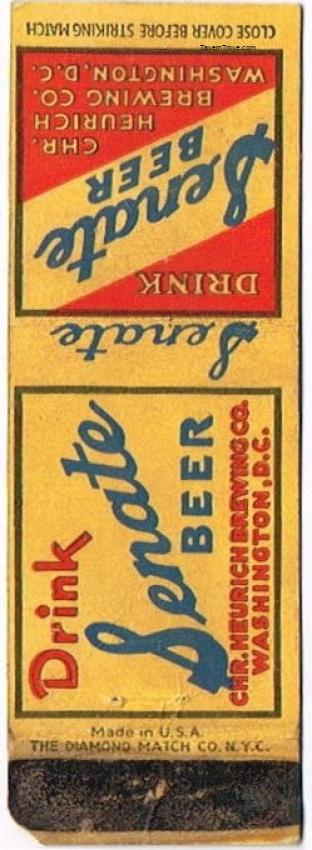 CLOSE COVER BEFORE STRIKING MATCH
TavernTrove.com
DRINK
Senate
BEER
CHR.
HEURICH
BREWING CO.
WASHINGTON, D.C.
Senate
Drink
Senate
BEER
CHR. HEURICH BREWING CO.
WASHINGTON, D.C.
Made in U.S.A.
THE DIAMOND MATCH CO. N.Y.C.